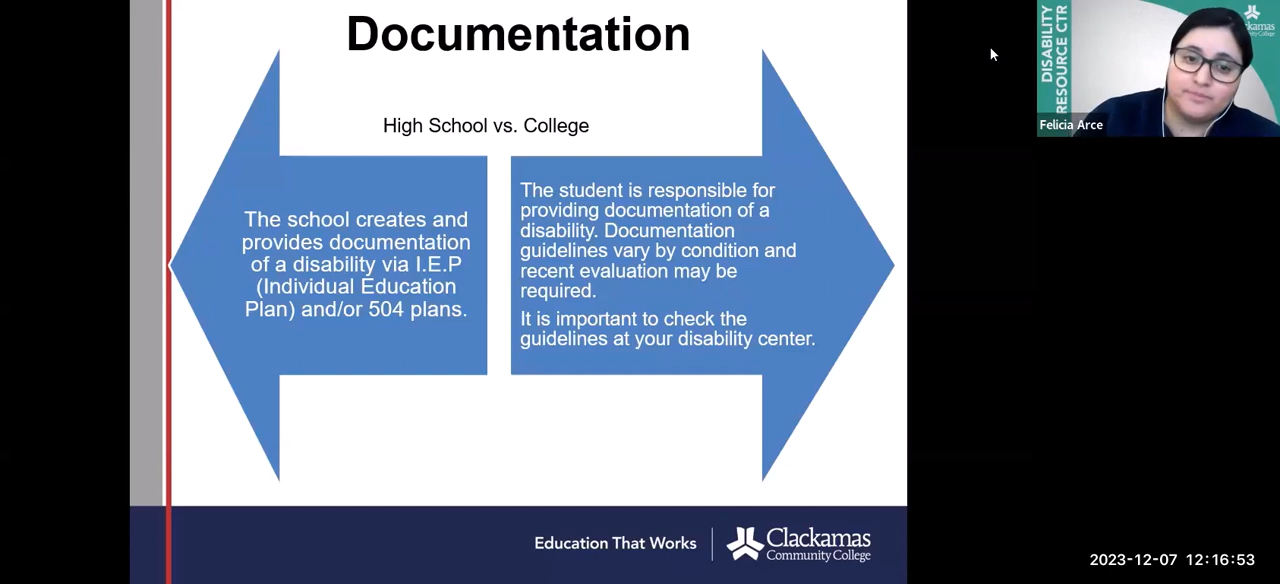 Documentation
High School vs. College
The school creates and
provides documentation
of a disability via I.E.P
(Individual Education
Plan) and/or 504 plans.
The student is responsible for
providing documentation of a
disability. Documentation
guidelines vary by condition and
recent evaluation may be
required.
It is important to check the
guidelines at your disability center.
Education That Works
Clackamas
Community College
DISABILITY
RESOURCE CTR
Felicia Arce
2023-12-07 12:16:53